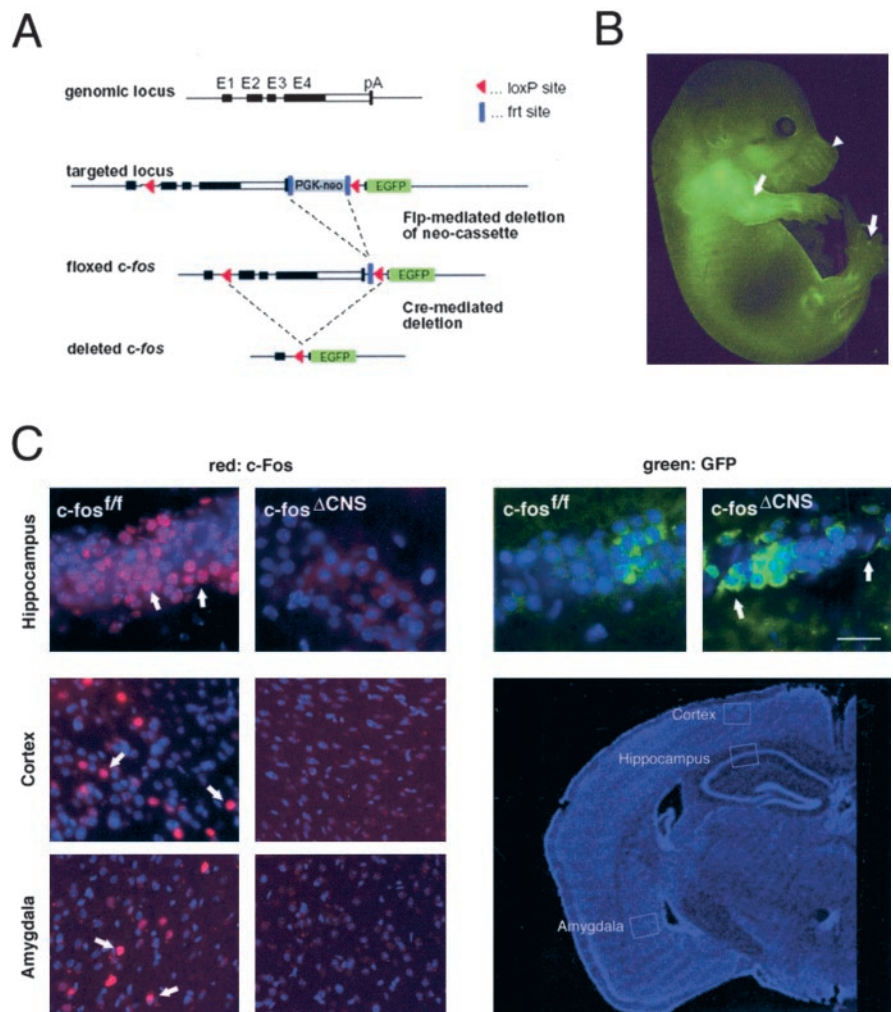 A
E1 E2 E3 E4 pA
genomic locus
... loxP site
... frt site
targeted locus
PGK-neo
EGFP
Flp-mediated deletion
of neo-cassette
floxed c-fos
EGFP
Cre-mediated
deletion
deleted c-fos
EGFP
B
C
red: c-Fos
green: GFP
Hippocampus
c-fos f/f
c-fos ΔCNS
c-fos f/f
c-fos ΔCNS
Cortex
Cortex
Hippocampus
Amygdala
Amygdala